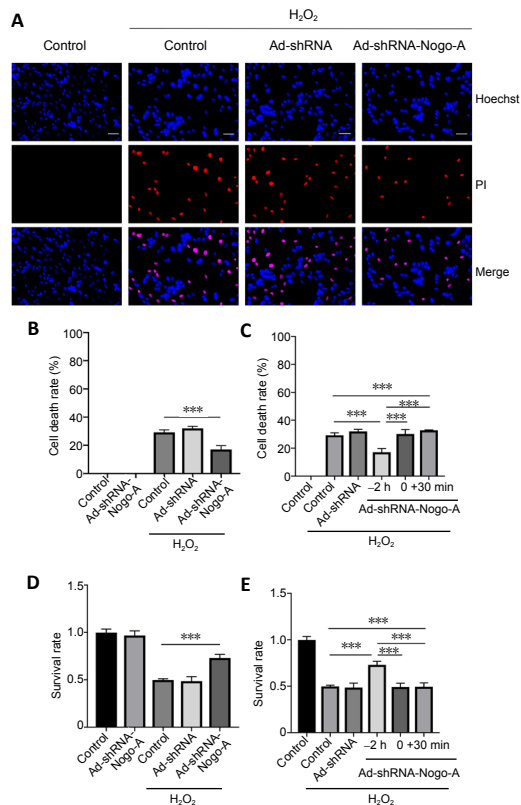 A
H₂O₂
Control
Control
Ad-shRNA
Ad-shRNA-Nogo-A
Hoechst
PI
Merge
B
Cell death rate (%)
100
80
60
40
20
0
***
Control
Ad-shRNA-
Nogo-A
Control
Ad-shRNA
Ad-shRNA-
Nogo-A
H₂O₂
C
Cell death rate (%)
100
80
60
40
20
0
***
***
***
***
Control
Control
Ad-shRNA
−2 h
0
+30 min
Ad-shRNA-Nogo-A
H₂O₂
D
Survival rate
1.5
1.0
0.5
0
***
Control
Ad-shRNA-
Nogo-A
Control
Ad-shRNA
Ad-shRNA-
Nogo-A
H₂O₂
E
Survival rate
1.5
1.0
0.5
0.0
***
***
***
***
Control
Control
Ad-shRNA
−2 h
0
+30 min
Ad-shRNA-Nogo-A
H₂O₂